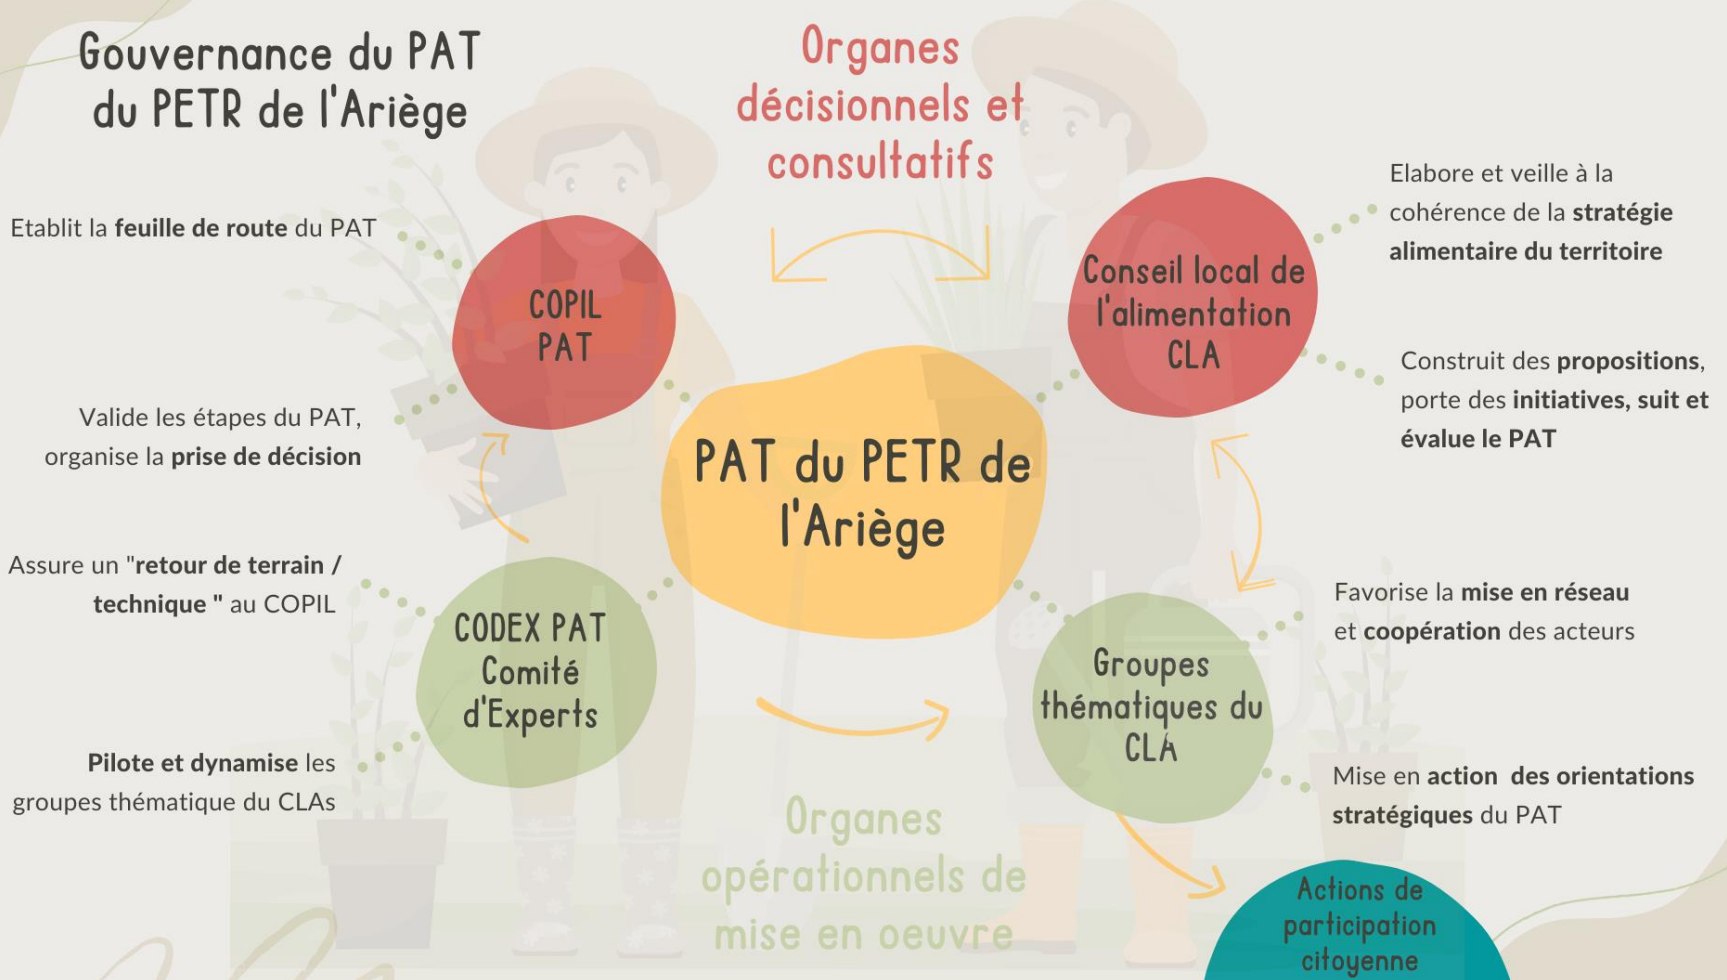 Gouvernance du PAT
du PETR de l'Ariège
Organes
décisionnels et
consultatifs
Etablit la feuille de route du PAT
COPIL
PAT
Valide les étapes du PAT,
organise la prise de décision
Conseil local de
l'alimentation
CLA
Elabore et veille à la
cohérence de la stratégie
alimentaire du territoire
Construit des propositions,
porte des initiatives, suit et
évalue le PAT
PAT du PETR de
l'Ariège
Assure un "retour de terrain /
technique " au COPIL
CODEX PAT
Comité
d'Experts
Pilote et dynamise les
groupes thématique du CLAs
Groupes
thématiques du
CLA
Favorise la mise en réseau
et coopération des acteurs
Mise en action  des orientations
stratégiques du PAT
Organes
opérationnels de
mise en oeuvre
Actions de
participation
citoyenne